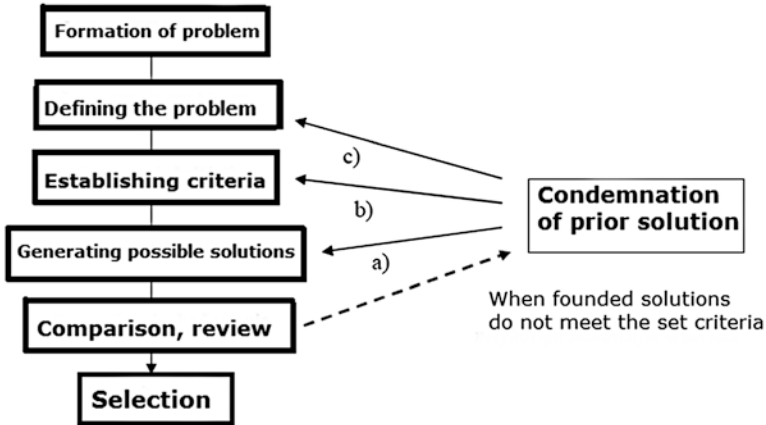 Formation of problem
Defining the problem
c)
Establishing criteria
b)
Condemnation
of prior solution
Generating possible solutions
a)
When founded solutions
do not meet the set criteria
Comparison, review
Selection